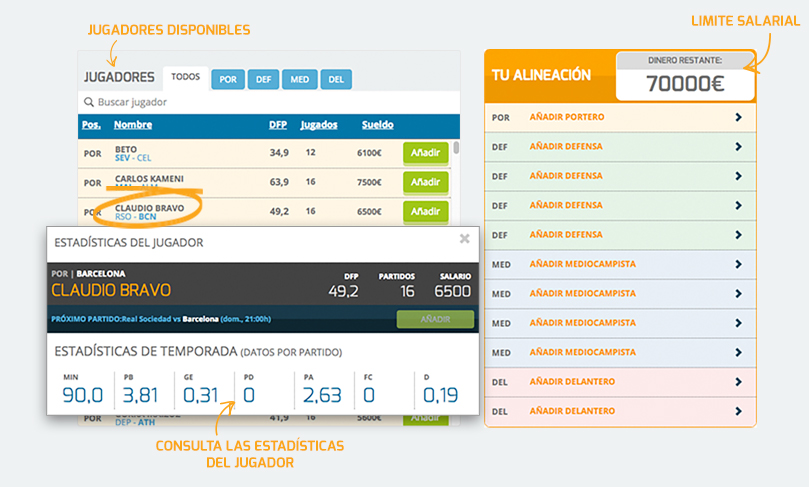 JUGADORES DISPONIBLES
LIMITE SALARIAL
JUGADORES TODOS POR DEF MED DEL
Buscar jugador
Pos. Nombre DFP Jugados Sueldo
POR BETO 34,9 12 6100€ Añadir
SEV - CEL
POR CARLOS KAMENI 63,9 16 7500€ Añadir
POR CLAUDIO BRAVO 49,2 16 6500€ Añadir
RSO - BCN
ESTADÍSTICAS DEL JUGADOR
POR | BARCELONA DFP PARTIDOS SALARIO
CLAUDIO BRAVO 49,2 16 6500
PRÓXIMO PARTIDO:Real Sociedad vs Barcelona (dom., 21:00h) AÑADIR
ESTADÍSTICAS DE TEMPORADA (DATOS POR PARTIDO)
MIN PB GE PD PA FC D
90,0 3,81 0,31 0 2,63 0 0,19
POR 41,9 16 5600€ Añadir
DEP - ATH
CONSULTA LAS ESTADÍSTICAS
DEL JUGADOR
TU ALINEACIÓN
DINERO RESTANTE:
70000€
POR AÑADIR PORTERO
DEF AÑADIR DEFENSA
DEF AÑADIR DEFENSA
DEF AÑADIR DEFENSA
DEF AÑADIR DEFENSA
MED AÑADIR MEDIOCAMPISTA
MED AÑADIR MEDIOCAMPISTA
MED AÑADIR MEDIOCAMPISTA
MED AÑADIR MEDIOCAMPISTA
DEL AÑADIR DELANTERO
DEL AÑADIR DELANTERO